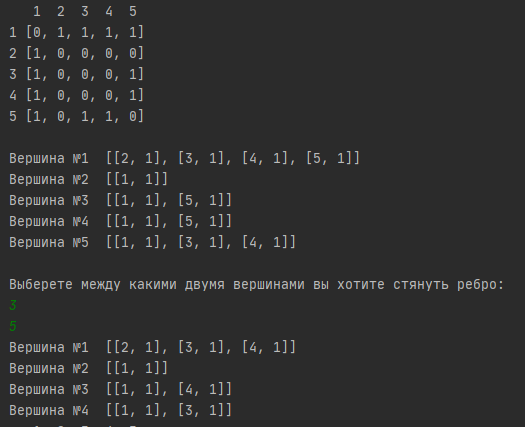 1 2 3 4 5
1 [0, 1, 1, 1, 1]
2 [1, 0, 0, 0, 0]
3 [1, 0, 0, 0, 1]
4 [1, 0, 0, 0, 1]
5 [1, 0, 1, 1, 0]
Вершина №1 [[2, 1], [3, 1], [4, 1], [5, 1]]
Вершина №2 [[1, 1]]
Вершина №3 [[1, 1], [5, 1]]
Вершина №4 [[1, 1], [5, 1]]
Вершина №5 [[1, 1], [3, 1], [4, 1]]
Выберете между какими двумя вершинами вы хотите стянуть ребро:
3
5
Вершина №1 [[2, 1], [3, 1], [4, 1]]
Вершина №2 [[1, 1]]
Вершина №3 [[1, 1], [4, 1]]
Вершина №4 [[1, 1], [3, 1]]